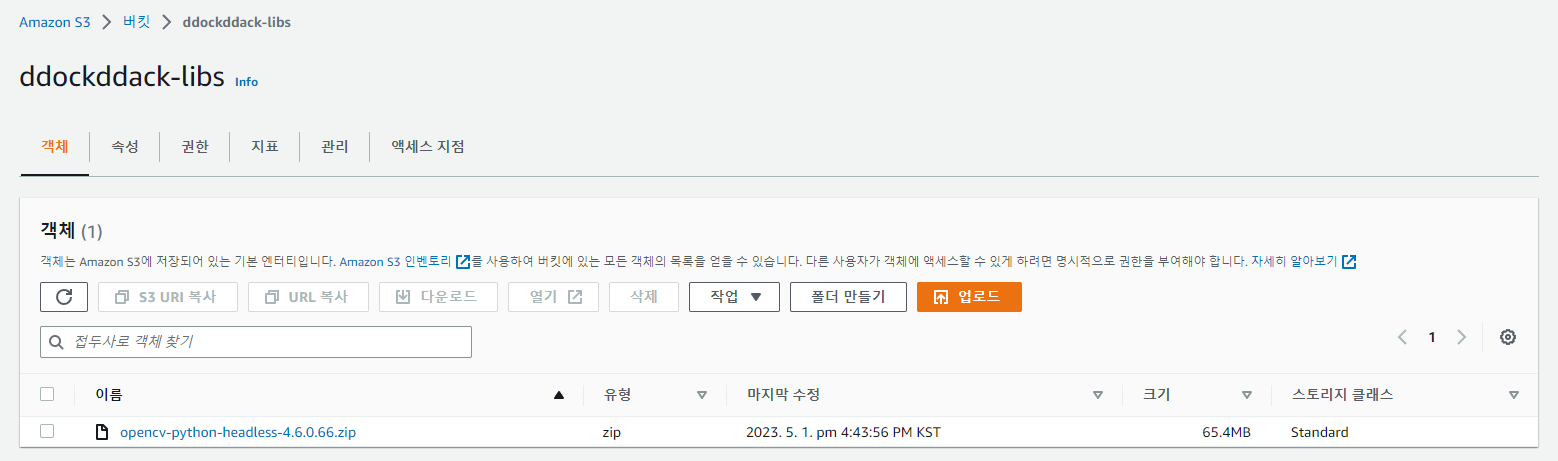 Amazon S3 > 버킷 > ddockddack-libs
ddockddack-libs Info
객체 속성 권한 지표 관리 액세스 지점
객체 (1)
객체는 Amazon S3에 저장되어 있는 기본 엔터티입니다. Amazon S3 인벤토리를 사용하여 버킷에 있는 모든 객체의 목록을 얻을 수 있습니다. 다른 사용자가 객체에 액세스할 수 있게 하려면 명시적으로 권한을 부여해야 합니다. 자세히 알아보기
S3 URI 복사 URL 복사 다운로드 열기 삭제 작업 폴더 만들기 업로드
접두사로 객체 찾기 1
이름 유형 마지막 수정 크기 스토리지 클래스
opencv-python-headless-4.6.0.66.zip zip 2023. 5. 1. pm 4:43:56 PM KST 65.4MB Standard